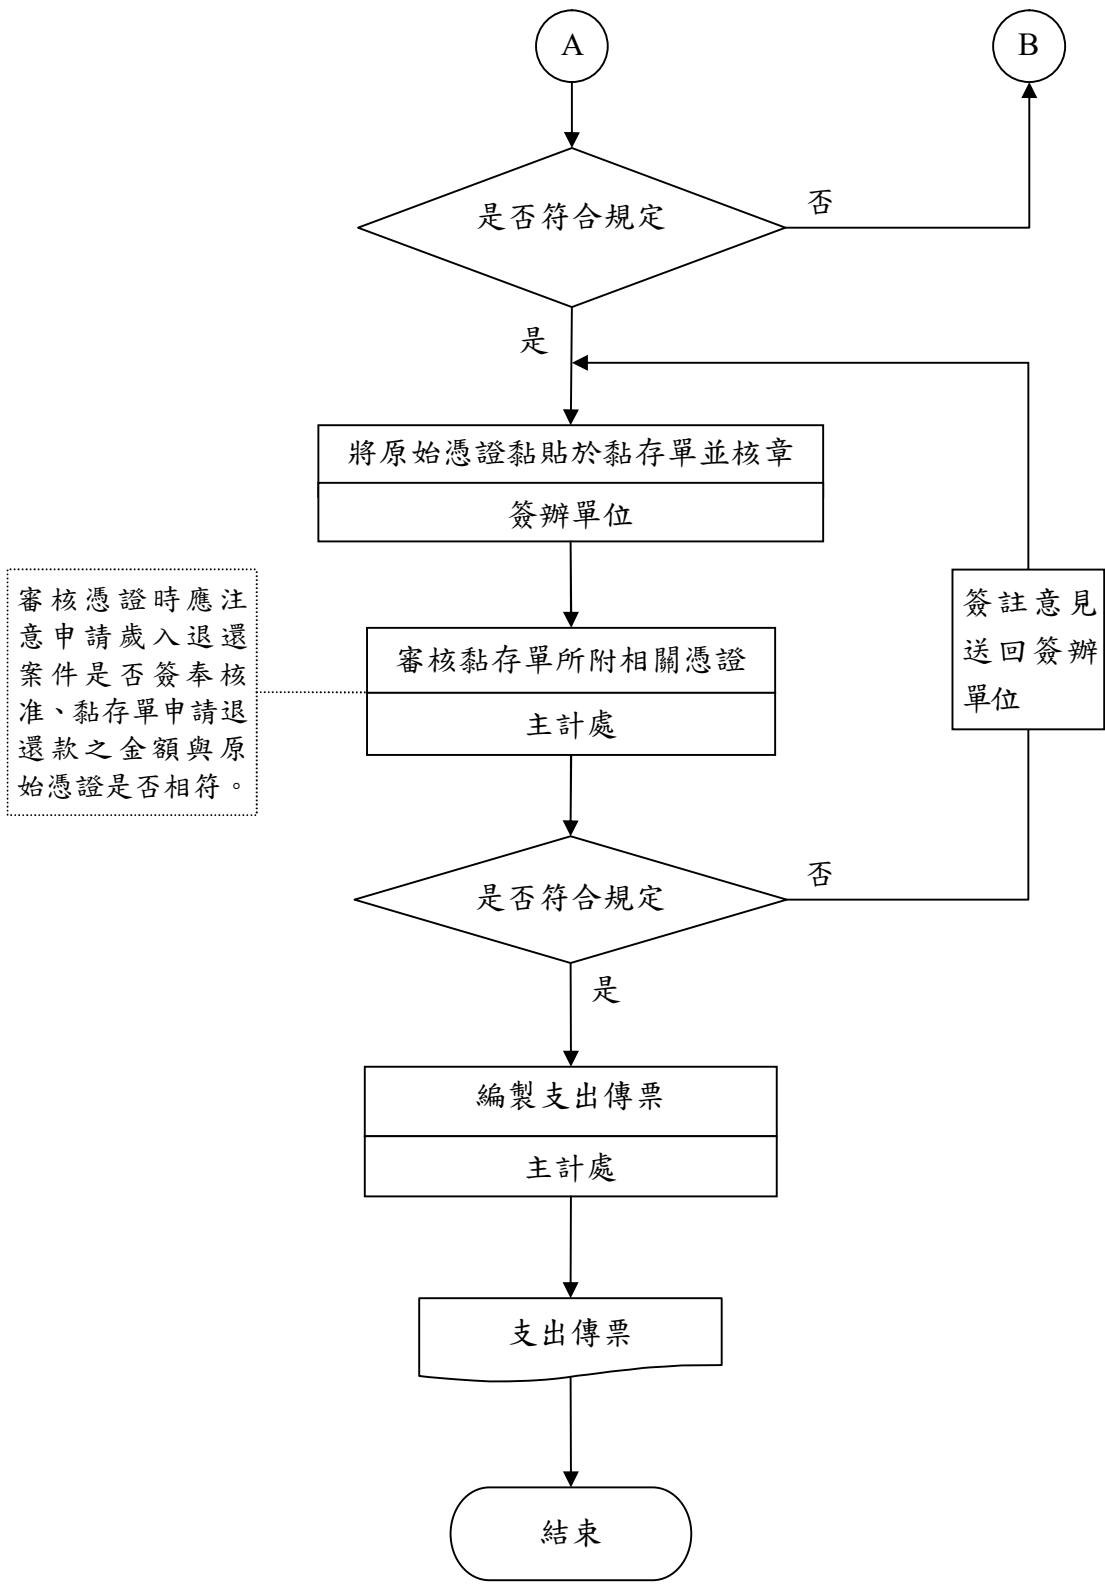 A
B
是否符合規定
否
是
將原始憑證黏貼於黏存單並核章
簽辦單位
審核憑證時應注
意申請歲入退還
案件是否簽奉核
准、黏存單申請退
還款之金額與原
始憑證是否相符。
審核黏存單所附相關憑證
主計處
簽註意見
送回簽辦
單位
是否符合規定
否
是
編製支出傳票
主計處
支出傳票
結束